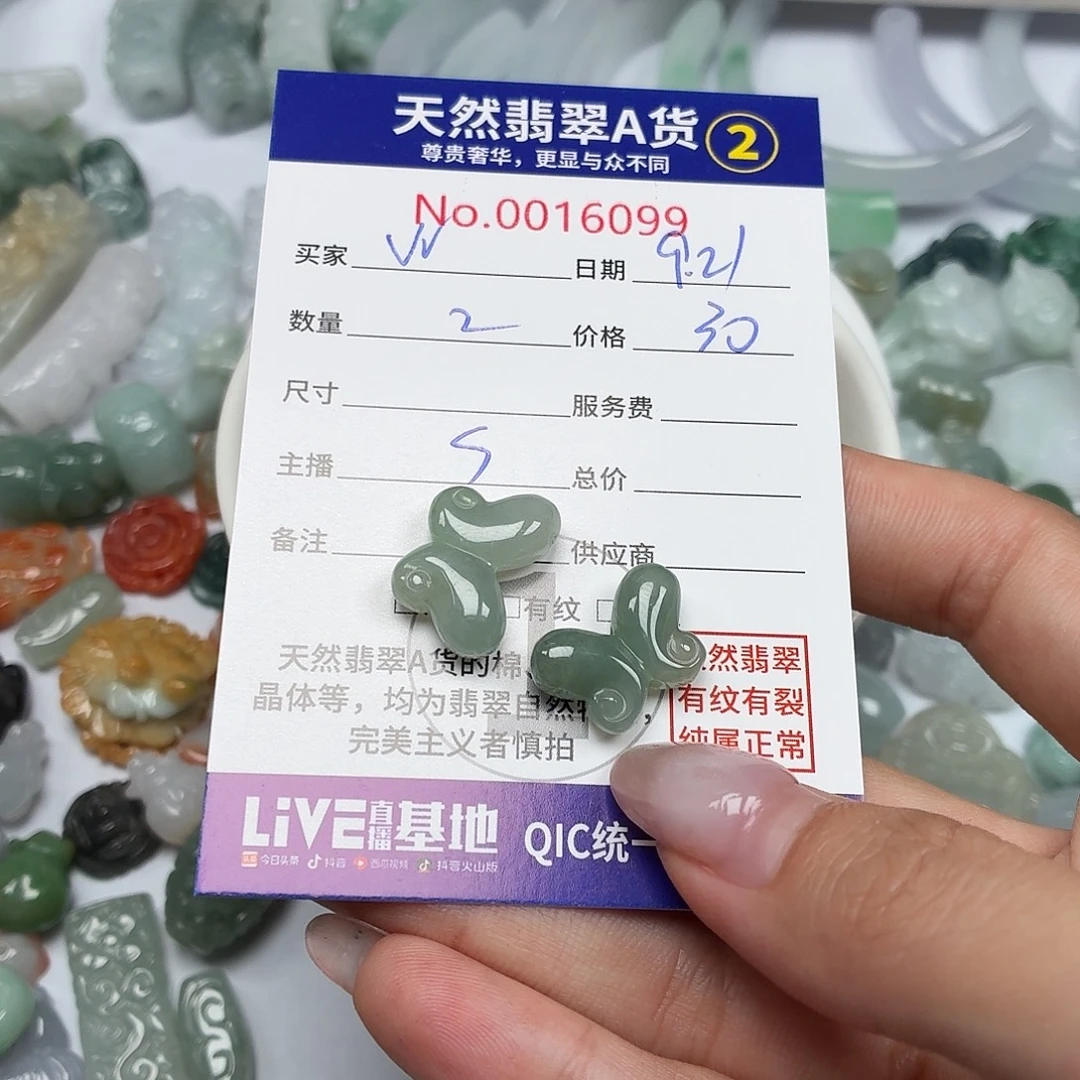 天然翡翠A货 2
尊贵奢华，更显与众不同
No.0016099
买家 W 日期 9.21
数量 2 价格 30
尺寸 服务费
主播 S 总价
备注 供应商
有纹
天然翡翠A货的棉
晶体等，均为翡翠自然
完美主义者慎拍
然翡翠
有纹有裂
纯属正常
LiVE直播基地 QIC统一
今日头条 抖音 西瓜视频 抖音火山版